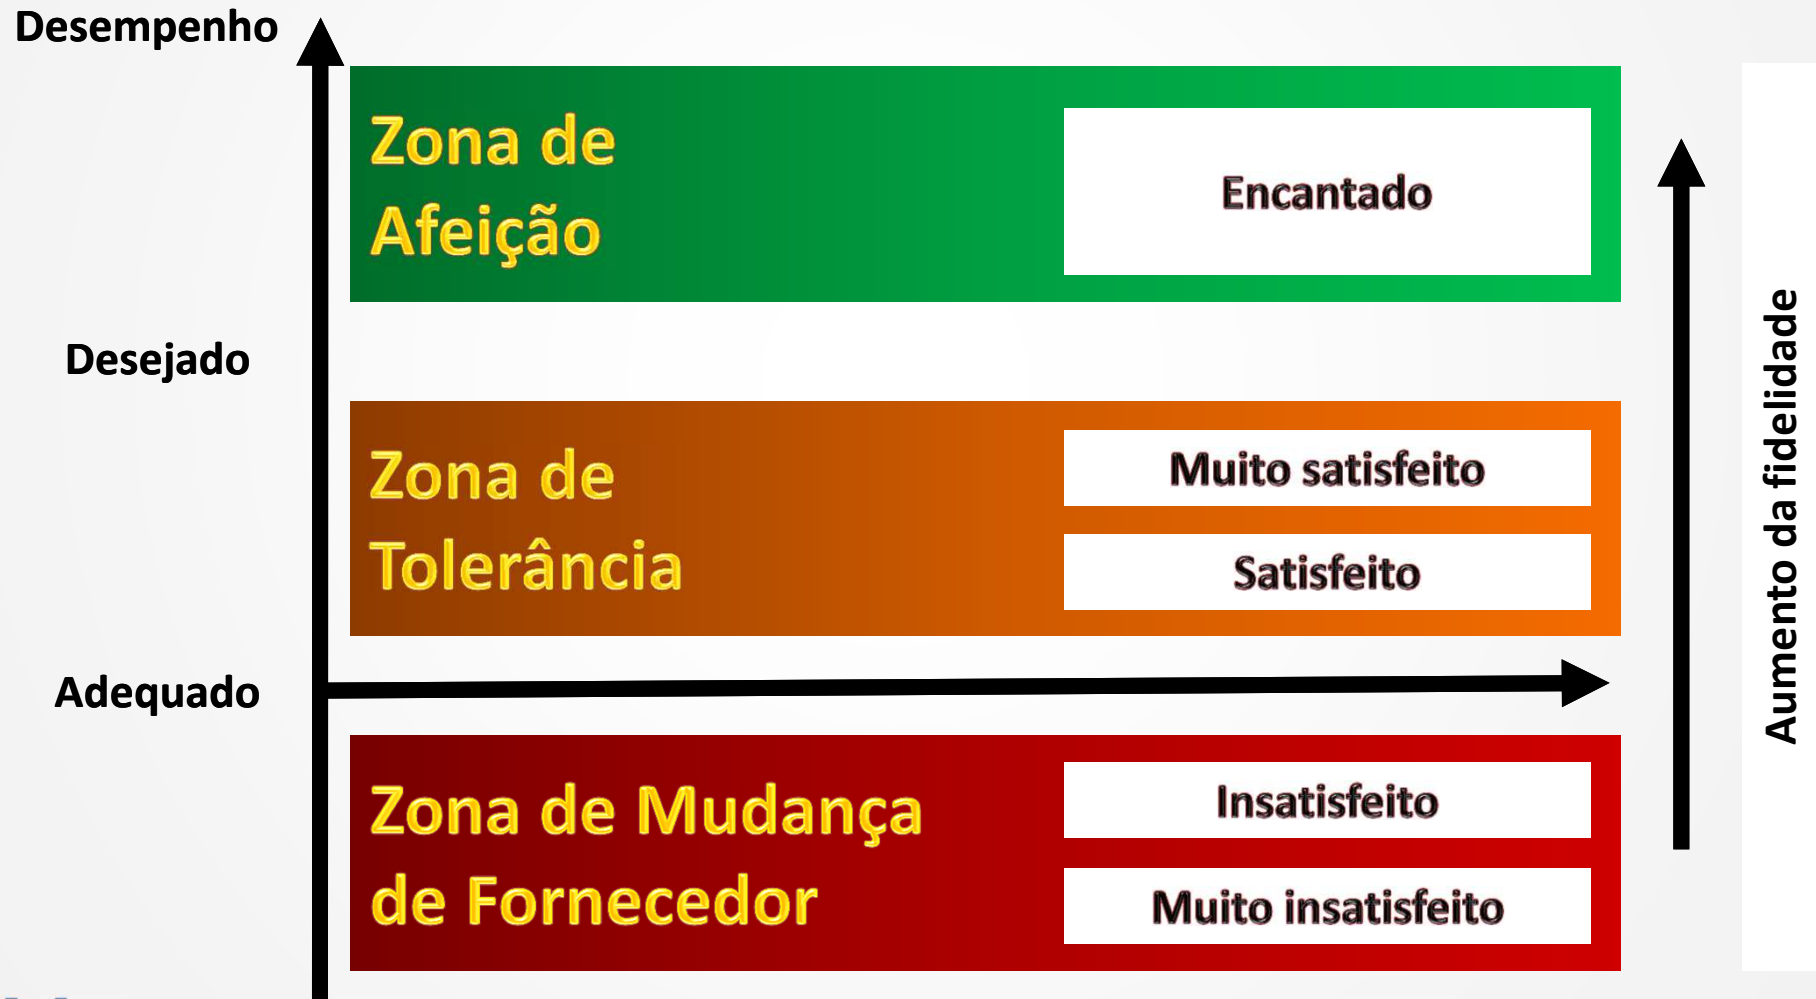 Desempenho
Zona de
Afeição
Encantado
Desejado
Zona de
Tolerância
Muito satisfeito
Satisfeito
Adequado
Zona de Mudança
de Fornecedor
Insatisfeito
Muito insatisfeito
Aumento da fidelidade